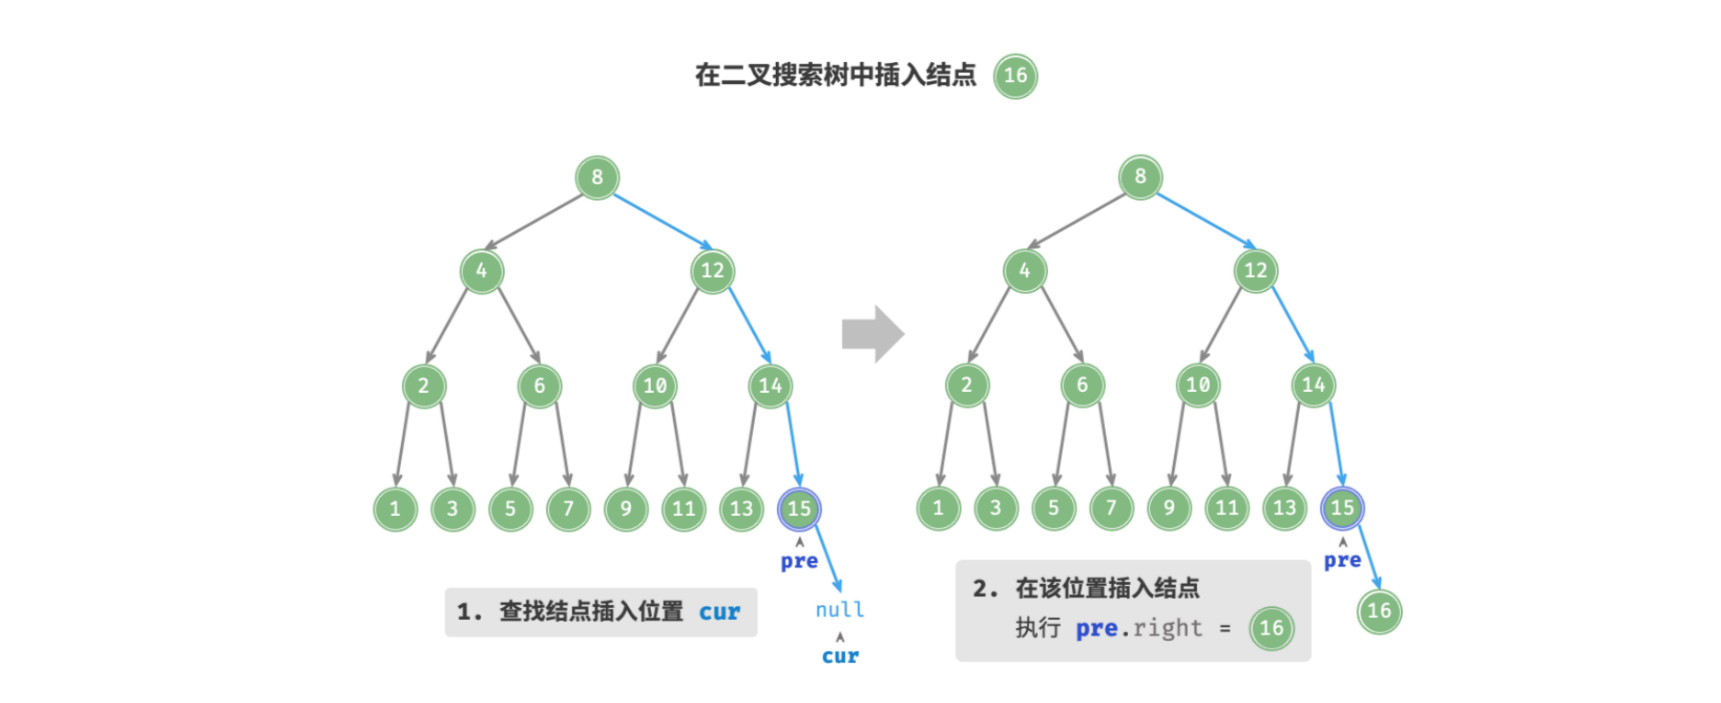 在二叉搜索树中插入结点 16
8
4 12
2 6 10 14
1 3 5 7 9 11 13 15
pre
null
cur
1. 查找结点插入位置 cur
8
4 12
2 6 10 14
1 3 5 7 9 11 13 15
pre
16
2. 在该位置插入结点
执行 pre.right = 16